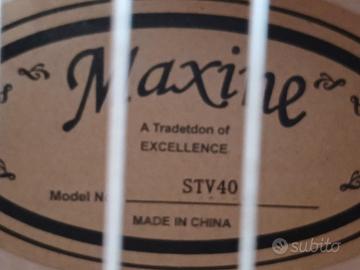 Maxine
A Tradetdon of
EXCELLENCE
Model N STV40
MADE IN CHINA
subito